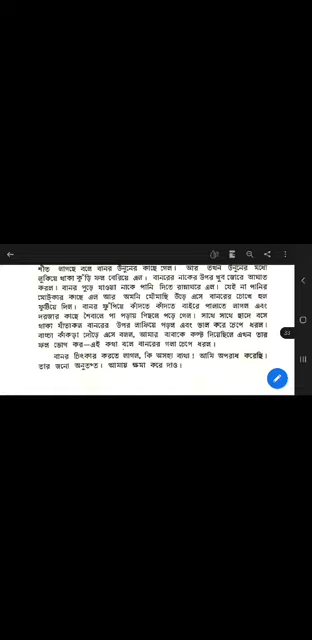 শীত লাগছে বলে বানর উনুনের কাছে গেল। আর তখন উনুনের মধ্যে
লুকিয়ে থাকা কু'ড়ি ফল বেরিয়ে এল। বানরের নাকের উপর খুব জোরে আঘাত
করল। বানর পুড়ে যাওয়া নাকে পানি দিতে রান্নাঘরে এল। যেই না পানির
মটকার কাছে এল আর অমনি মৌমাছি উড়ে এসে বানরের চোখে হুল
ফুটিয়ে দিল। বানর ফু'পিয়ে কাঁদতে কাঁদতে বাইরে পালাতে লাগল এবং
দরজার কাছে শৈবালে পা পড়ায় পিছলে পড়ে গেল। সাথে সাথে ছাদে বসে
থাকা যাঁতাকল বানরের উপর লাফিয়ে পড়ল এবং ভাল করে চেপে ধরল।
বাচ্চা কাঁকড়া দৌড়ে এসে বলল, আমার বাবাকে কষ্ট দিয়েছিলে এখন তার
ফল ভোগ কর—এই কথা বলে বানরের গলা চেপে ধরল।
বানর চিৎকার করতে লাগল, কি অসহ্য ব্যথা! আমি অপরাধ করেছি।
তার জন্যে অনুতপ্ত। আমায় ক্ষমা করে দাও।
33